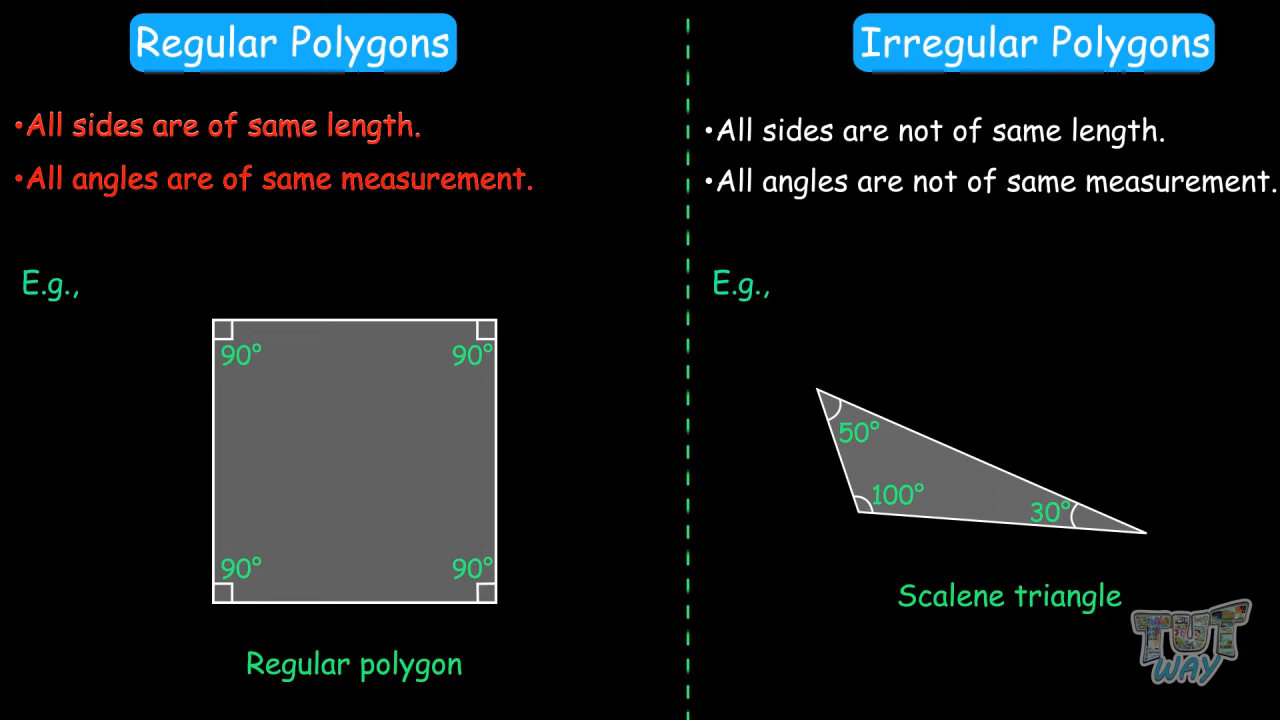 Regular Polygons
•All sides are of same length.
•All angles are of same measurement.
E.g.,
90°
90°
90°
90°
Regular polygon
Irregular Polygons
•All sides are not of same length.
•All angles are not of same measurement.
E.g.,
50°
100°
30°
Scalene triangle
TUT
WAY